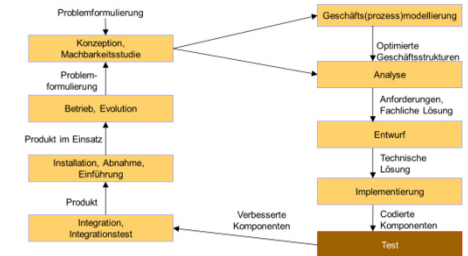 Problemformulierung
Konzeption,
Machbarkeitsstudie
Problem-
formulierung
Betrieb, Evolution
Produkt im Einsatz
Installation, Abnahme,
Einführung
Produkt
Integration,
Integrationstest
Geschäfts(prozess)modellierung
Optimierte
Geschäftsstrukturen
Analyse
Anforderungen,
Fachliche Lösung
Entwurf
Technische
Lösung
Implementierung
Codierte
Komponenten
Test
Verbesserte
Komponenten